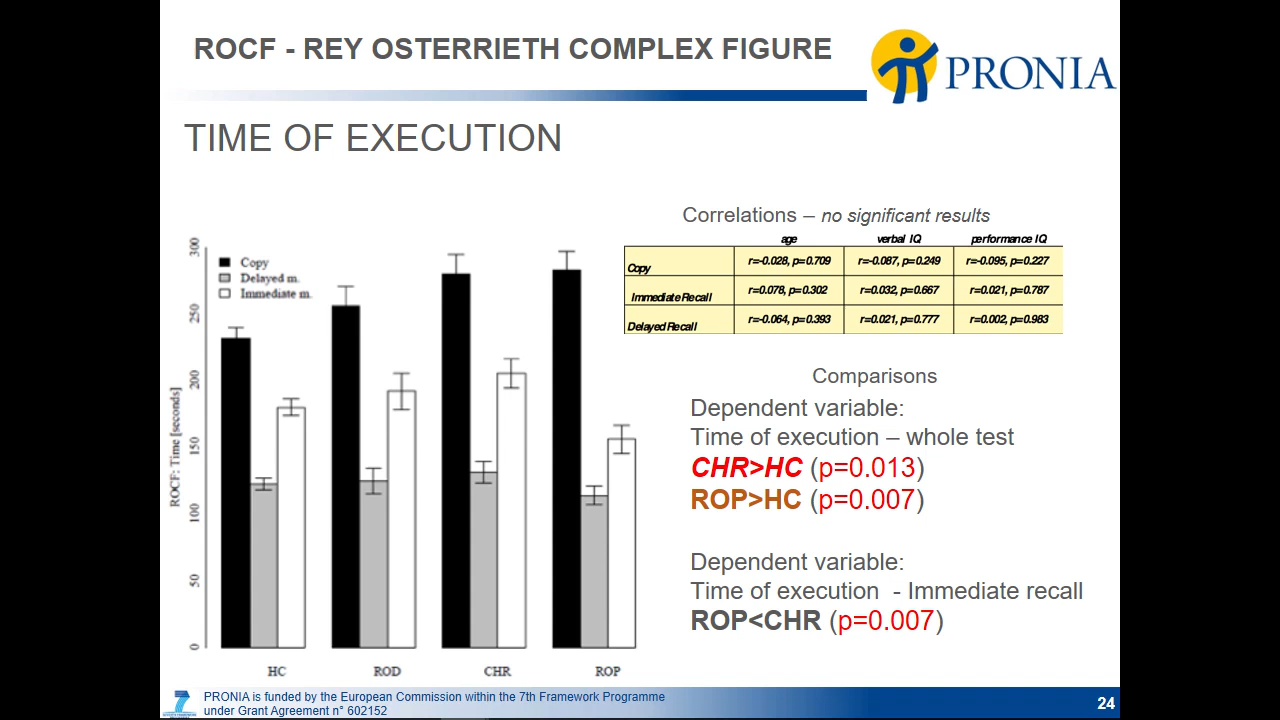 ROCF - REY OSTERRIETH COMPLEX FIGURE
PRONIA
TIME OF EXECUTION
Correlations – no significant results
age verbal IQ performance IQ
Copy r=-0.028, p=0.709 r=-0.087, p=0.249 r=-0.095, p=0.227
Immediate Recall r=0.078, p=0.302 r=0.032, p=0.667 r=0.021, p=0.787
Delayed Recall r=-0.064, p=0.393 r=0.021, p=0.777 r=0.002, p=0.983
ROCF: Time [seconds]
300
250
200
150
100
50
0
Copy
Delayed m.
Immediate m.
HC ROD CHR ROP
Comparisons
Dependent variable:
Time of execution – whole test
CHR>HC (p=0.013)
ROP>HC (p=0.007)
Dependent variable:
Time of execution - Immediate recall
ROP<CHR (p=0.007)
PRONIA is funded by the European Commission within the 7th Framework Programme
under Grant Agreement n° 602152
24